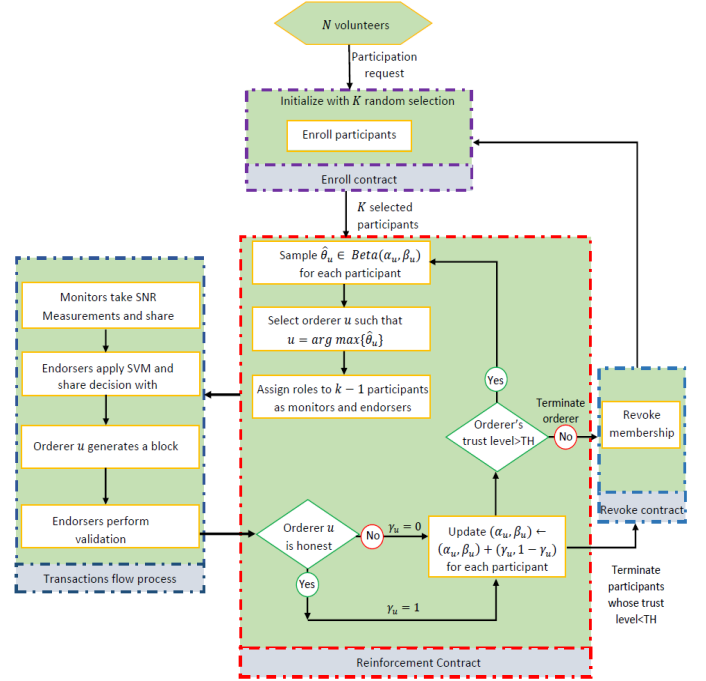 N volunteers
Participation
request
Initialize with K random selection
Enroll participants
Enroll contract
K selected
participants
Sample θ̂ᵤ ∈ Beta(αᵤ, βᵤ)
for each participant
Select orderer u such that
u = arg max{θ̂ᵤ}
Assign roles to k − 1 participants
as monitors and endorsers
Monitors take SNR
Measurements and share
Endorsers apply SVM and
share decision with
Orderer u generates a block
Endorsers perform
validation
Transactions flow process
Orderer u
is honest
No
γᵤ = 0
Yes
γᵤ = 1
Update (αᵤ, βᵤ) ←
(αᵤ, βᵤ) + (γᵤ, 1 − γᵤ)
for each participant
Orderer's
trust level>TH
Yes
No
Terminate
orderer
Reinforcement Contract
Revoke
membership
Revoke contract
Terminate
participants
whose trust
level<TH